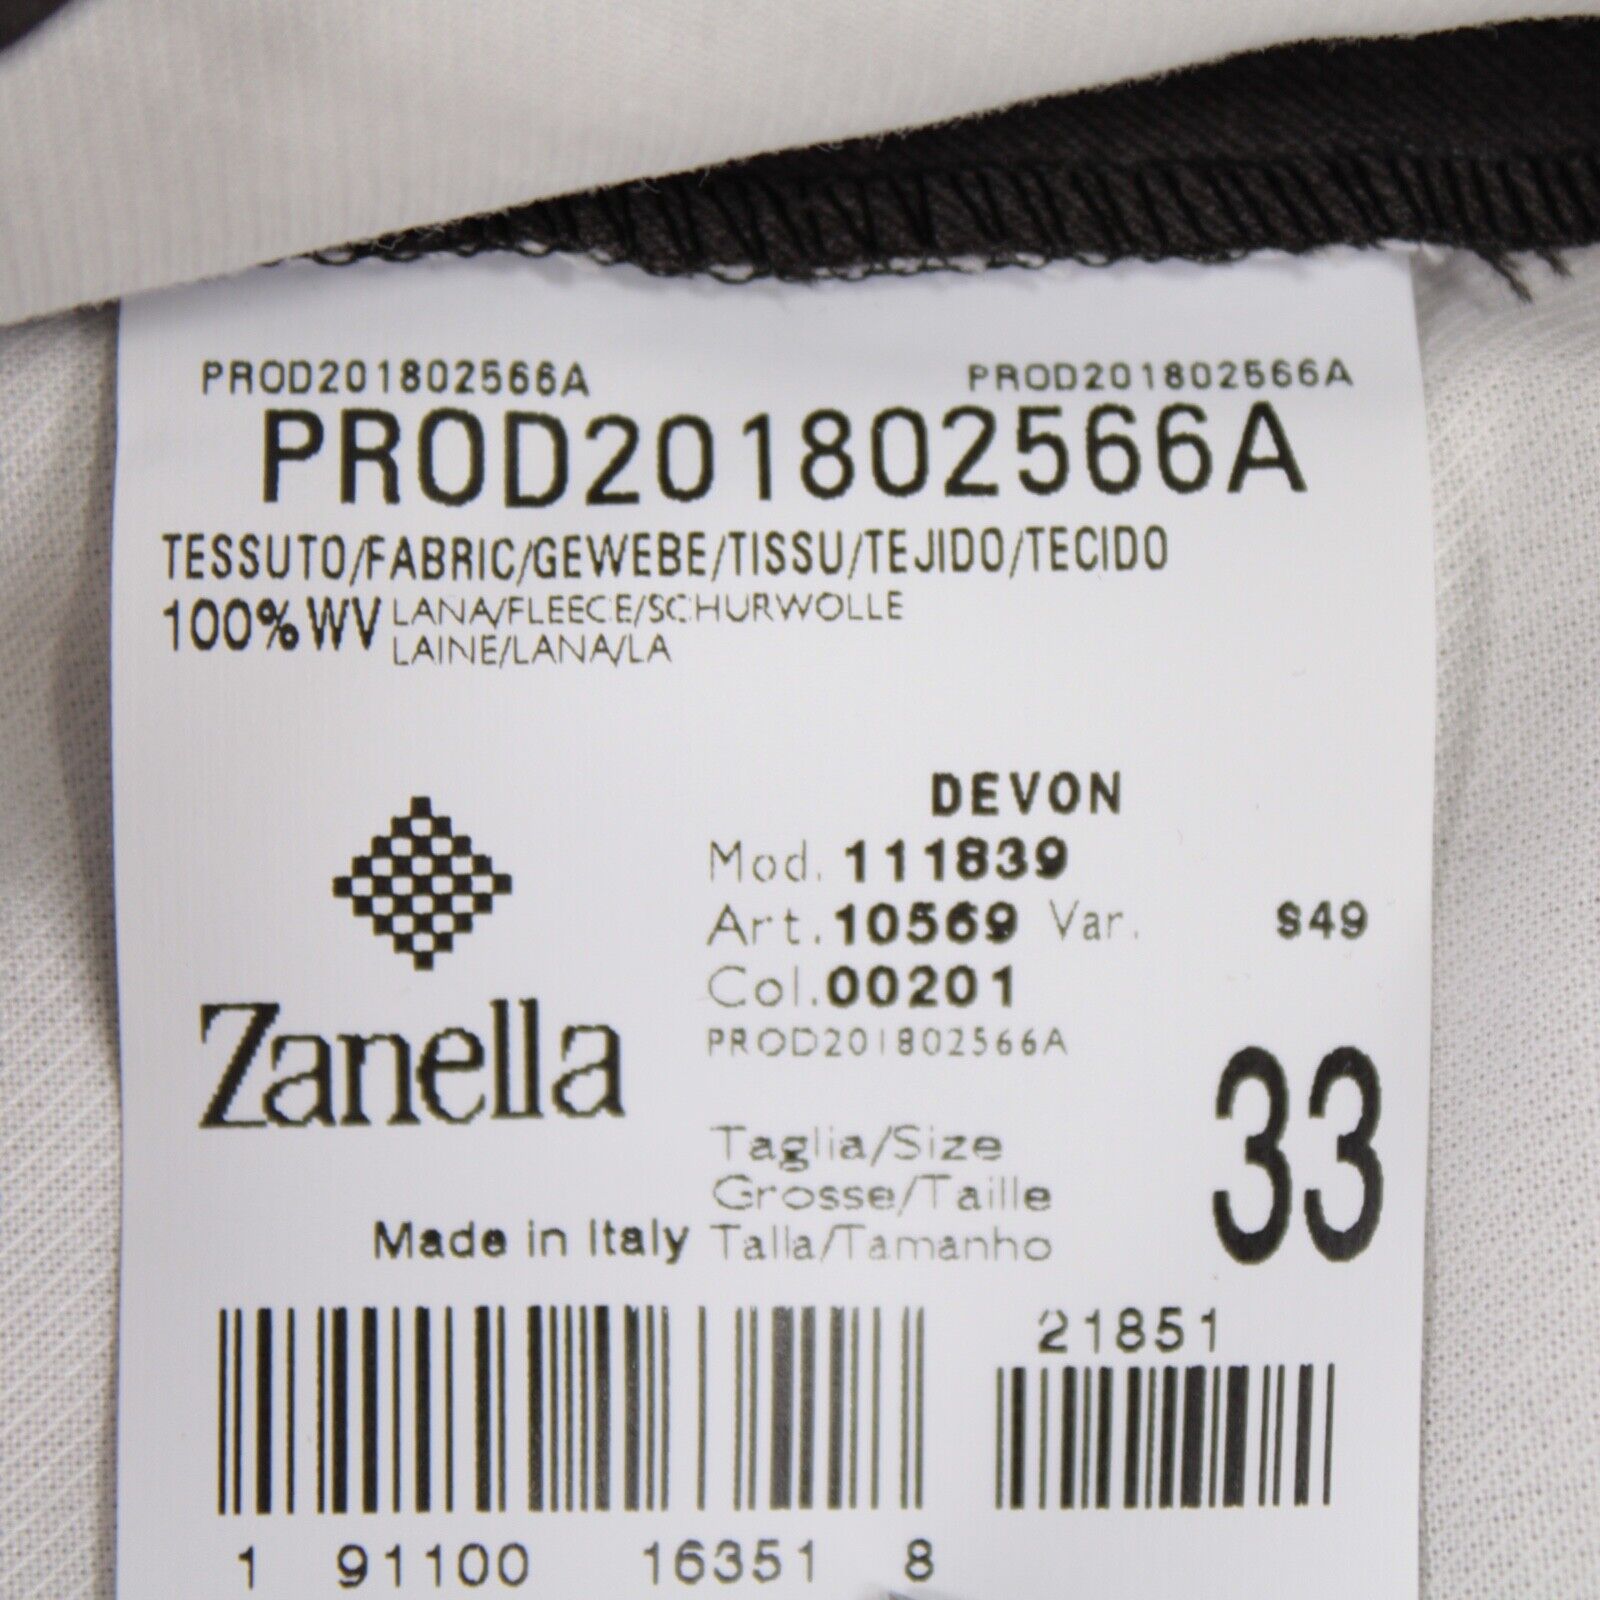 PROD201802566A PROD201802566A
PROD201802566A
TESSUTO/FABRIC/GEWEBE/TISSU/TEJIDO/TECIDO
100%WV LANA/FLEECE/SCHURWOLLE
LAINE/LANA/LA
DEVON
Mod. 111839
Art. 10569 Var. S49
Col. 00201
PROD201802566A
Zanella
Taglia/Size
Grosse/Taille
Talla/Tamanho
33
Made in Italy
21851
1 91100 16351 8